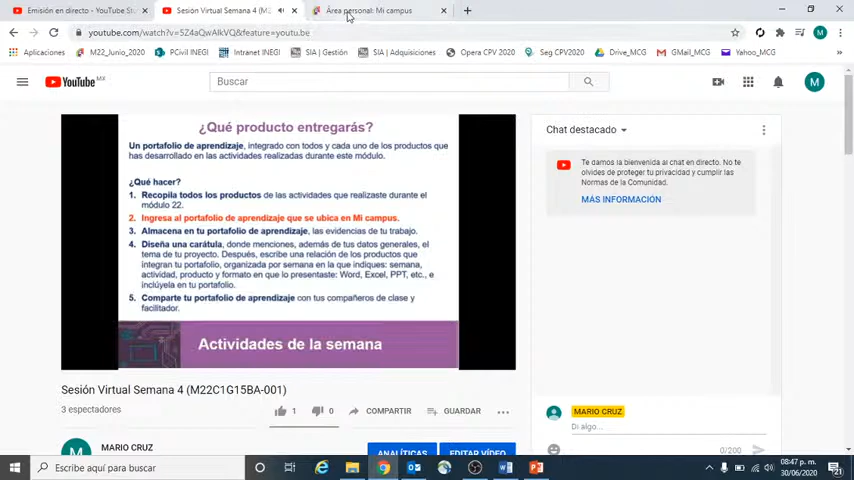 Emisión en directo - YouTube St
Sesión Virtual Semana 4 (M22
Área personal: Mi campus
youtube.com/watch?v=5Z4aQwAlkVQ&feature=youtu.be
Aplicaciones
M22_Junio_2020
PCivil INEGI
Intranet INEGI
SIA | Gestión
SIA | Adquisiciones
Opera CPV 2020
Seg CPV2020
Drive_MCG
GMail_MCG
Yahoo_MCG
YouTube MX
Buscar
M
¿Qué producto entregarás?
Un portafolio de aprendizaje, integrado con todos y cada uno de los productos que
has desarrollado en las actividades realizadas durante este módulo.
¿Qué hacer?
1. Recopila todos los productos de las actividades que realizaste durante el
módulo 22.
2. Ingresa al portafolio de aprendizaje que se ubica en Mi campus.
3. Almacena en tu portafolio de aprendizaje, las evidencias de tu trabajo.
4. Diseña una carátula, donde menciones, además de tus datos generales, el
tema de tu proyecto. Después, escribe una relación de los productos que
integran tu portafolio, organizada por semana en la que indiques: semana,
actividad, producto y formato en que lo presentaste: Word, Excel, PPT, etc., e
inclúyela en tu portafolio.
5. Comparte tu portafolio de aprendizaje con tus compañeros de clase y
facilitador.
Actividades de la semana
Chat destacado
Te damos la bienvenida al chat en directo. No te
olvides de proteger tu privacidad y cumplir las
Normas de la Comunidad.
MÁS INFORMACIÓN
Sesión Virtual Semana 4 (M22C1G15BA-001)
3 espectadores
1
0
COMPARTIR
GUARDAR
MARIO CRUZ
Di algo...
0/200
M
MARIO CRUZ
ANALÍTICAS
EDITAR VÍDEO
Escribe aquí para buscar
08:47 p. m.
30/06/2020
21